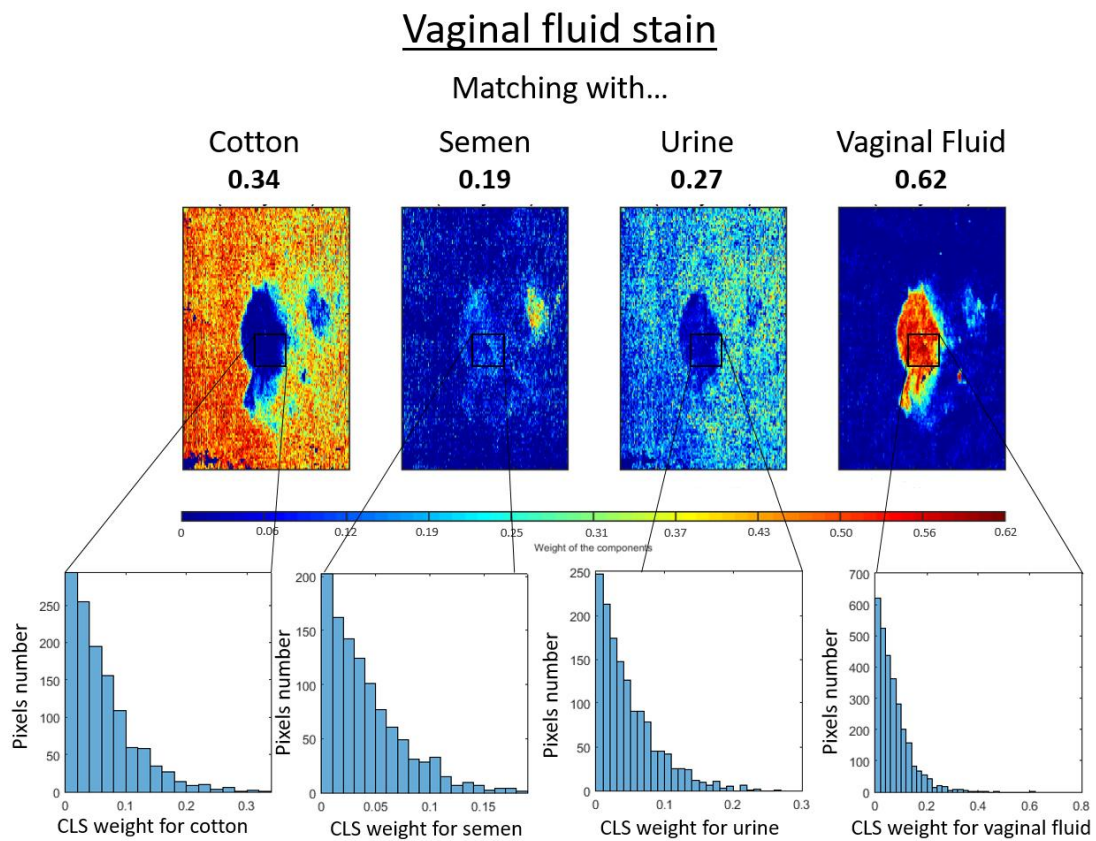 Vaginal fluid stain
Matching with...
Cotton Semen Urine Vaginal Fluid
0.34 0.19 0.27 0.62
0 0.06 0.12 0.19 0.25 0.31 0.37 0.43 0.50 0.56 0.62
Weight of the components
Pixels number
250
200
150
100
50
0
0 0.1 0.2 0.3
CLS weight for cotton
Pixels number
200
150
100
50
0
0 0.05 0.1 0.15
CLS weight for semen
Pixels number
250
200
150
100
50
0
0 0.1 0.2 0.3
CLS weight for urine
Pixels number
700
600
500
400
300
200
100
0
0 0.2 0.4 0.6 0.8
CLS weight for vaginal fluid